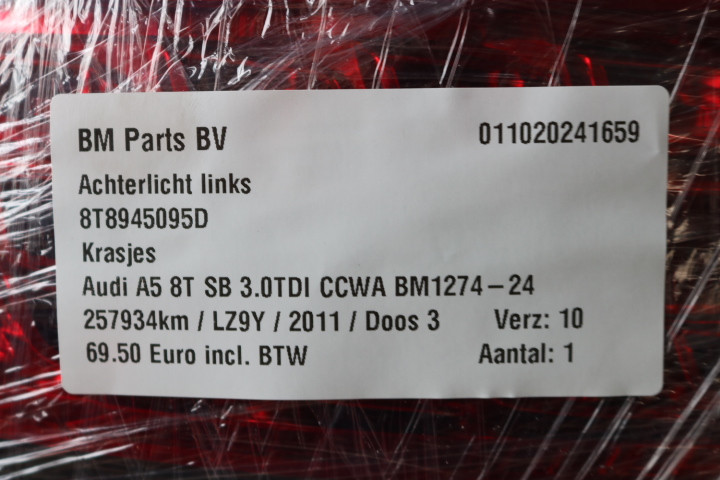 BM Parts BV 011020241659
Achterlicht links
8T8945095D
Krasjes
Audi A5 8T SB 3.0TDI CCWA BM1274-24
257934km / LZ9Y / 2011 / Doos 3 Verz: 10
69.50 Euro incl. BTW Aantal: 1